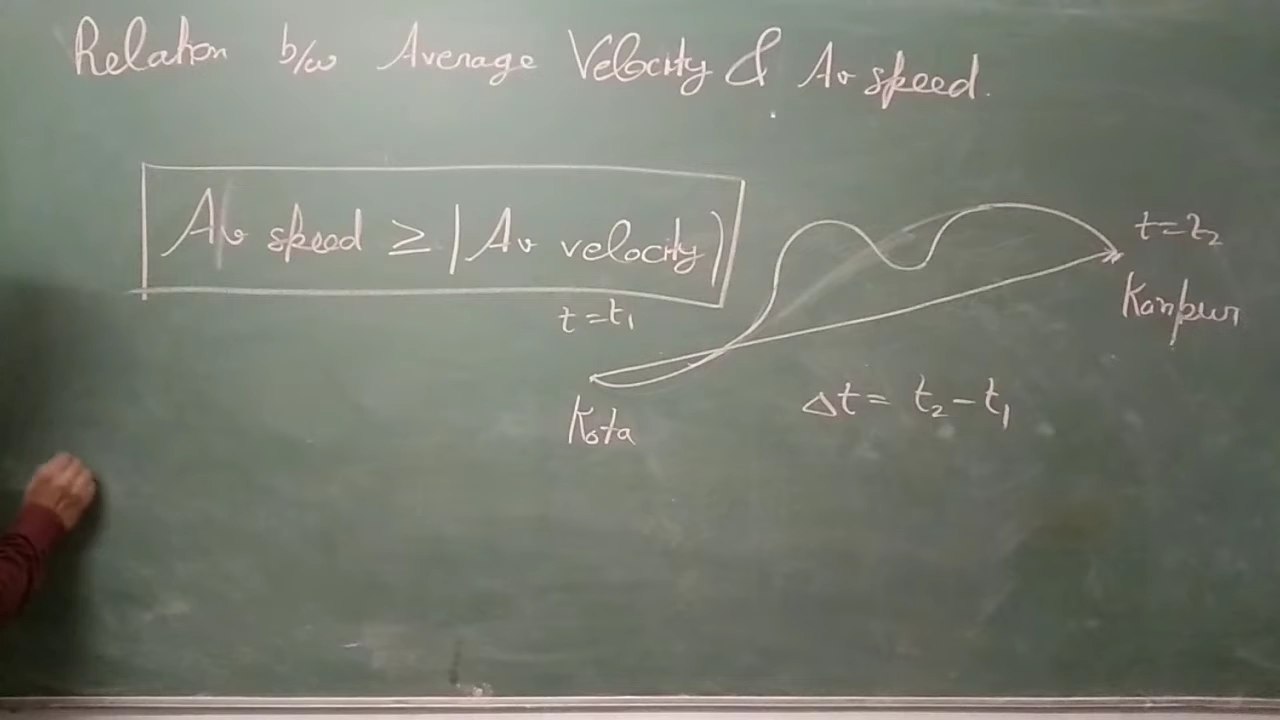 Relation b/w Average Velocity & Av speed.
Av speed ≥ |Av velocity|
t=t₂
Kanpur
t=t₁
Δt = t₂-t₁
Kota